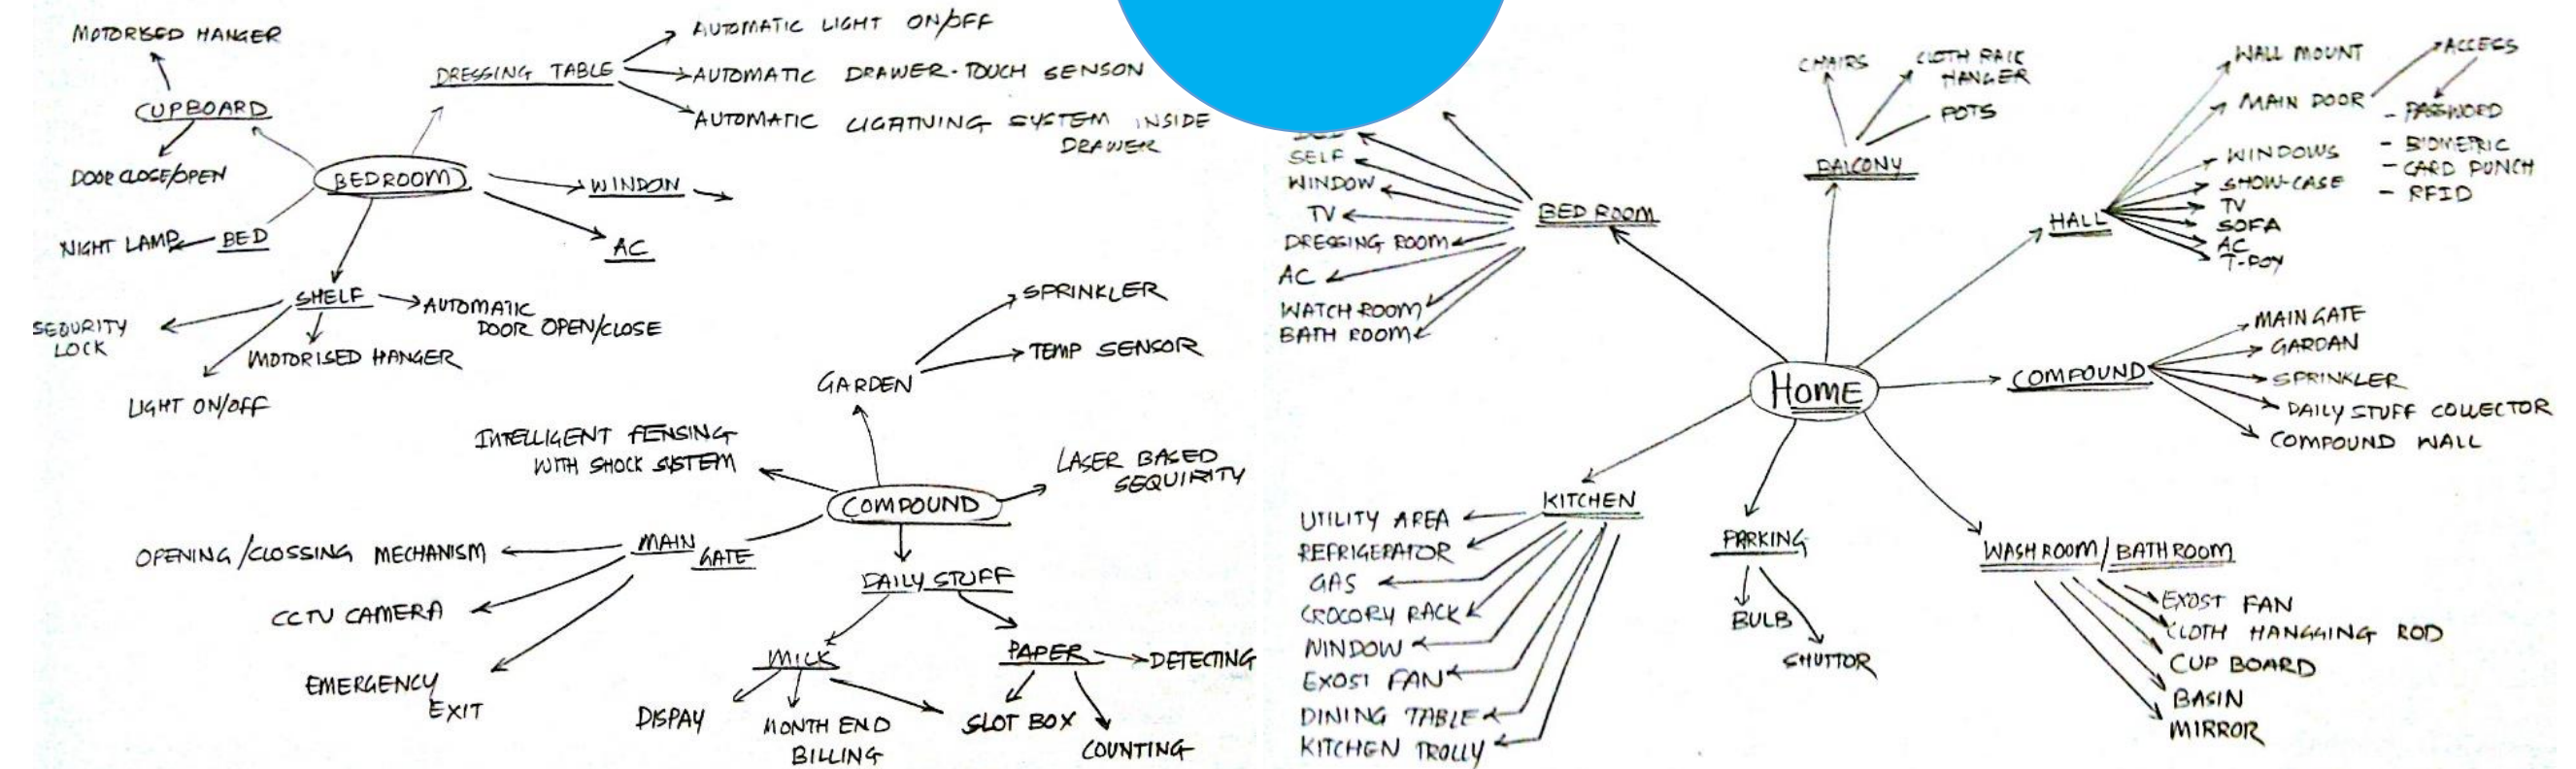 MOTORISED HANGER
CUPBOARD
DOOR CLOSE/OPEN
DRESSING TABLE
AUTOMATIC LIGHT ON/OFF
AUTOMATIC DRAWER-TOUCH SENSON
AUTOMATIC LIGATNING SYSTEM INSIDE
DRAWER
BEDROOM
WINDOW
AC
NIGHT LAMP
BED
SHELF
AUTOMATIC
DOOR OPEN/CLOSE
SEQURITY
LOCK
MOTORISED HANGER
LIGHT ON/OFF
SPRINKLER
TEMP SENSOR
GARDEN
INTELLIGENT FENSING
WITH SHOCK SYSTEM
LASER BASED
SEQUIRITY
COMPOUND
MAIN
GATE
OPENING/CLOSSING MECHANISM
CCTV CAMERA
EMERGENCY
EXIT
DAILY STUFF
MILK
PAPER
DETECTING
DISPAY
MONTH END
BILLING
SLOT BOX
COUNTING
SELF
WINDOW
TV
DRESSING ROOM
AC
WATCH ROOM
BATH ROOM
BED ROOM
CHAIRS
CLOTH RACK
HANGER
POTS
BALCONY
WALL MOUNT
MAIN DOOR
ACCESS
- PASSWORD
- BIOMETRIC
- CARD PUNCH
- RFID
WINDOWS
SHOW-CASE
TV
SOFA
AC
T-POY
HALL
HOME
COMPOUND
MAIN GATE
GARDAN
SPRINKLER
DAILY STUFF COLLECTOR
COMPOUND WALL
KITCHEN
UTILITY AREA
REFRIGERATOR
GAS
CROCORY RACK
WINDOW
EXOST FAN
DINING TABLE
KITCHEN TROLLY
PARKING
BULB
SHUTTOR
WASHROOM/BATHROOM
EXOST FAN
CLOTH HANGGING ROD
CUP BOARD
BASIN
MIRROR